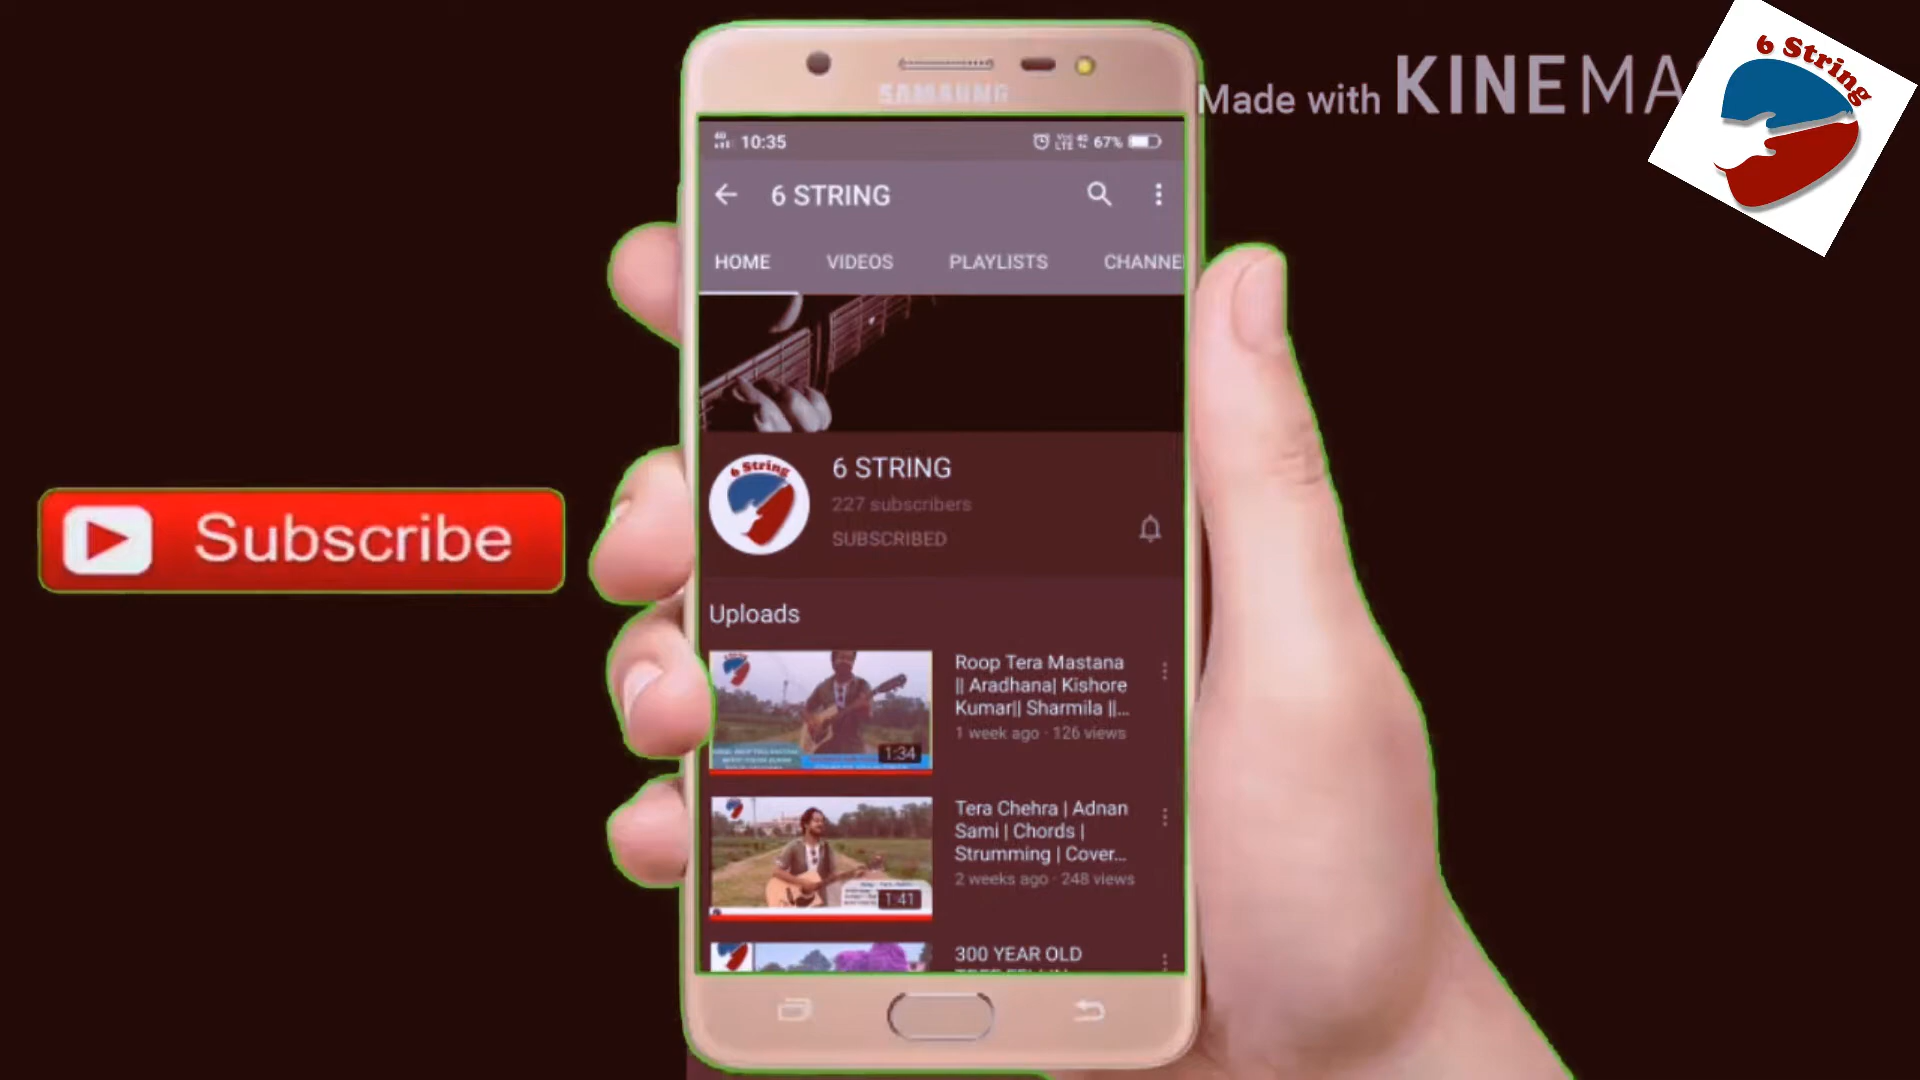 Made with KINEMA
6 String
SAMSUNG
4G 10:35 67%
6 STRING
HOME VIDEOS PLAYLISTS CHANNE
6 String
6 STRING
227 subscribers
SUBSCRIBED
Subscribe
Uploads
Roop Tera Mastana
|| Aradhana| Kishore
Kumar|| Sharmila ||...
1 week ago · 126 views
1:34
Tera Chehra | Adnan
Sami | Chords |
Strumming | Cover...
2 weeks ago · 248 views
1:41
300 YEAR OLD